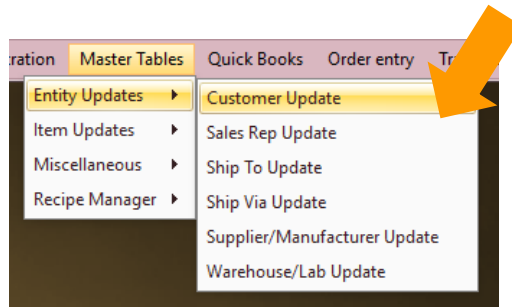 Master Tables Quick Books Order entry
Entity Updates
Item Updates
Miscellaneous
Recipe Manager
Customer Update
Sales Rep Update
Ship To Update
Ship Via Update
Supplier/Manufacturer Update
Warehouse/Lab Update